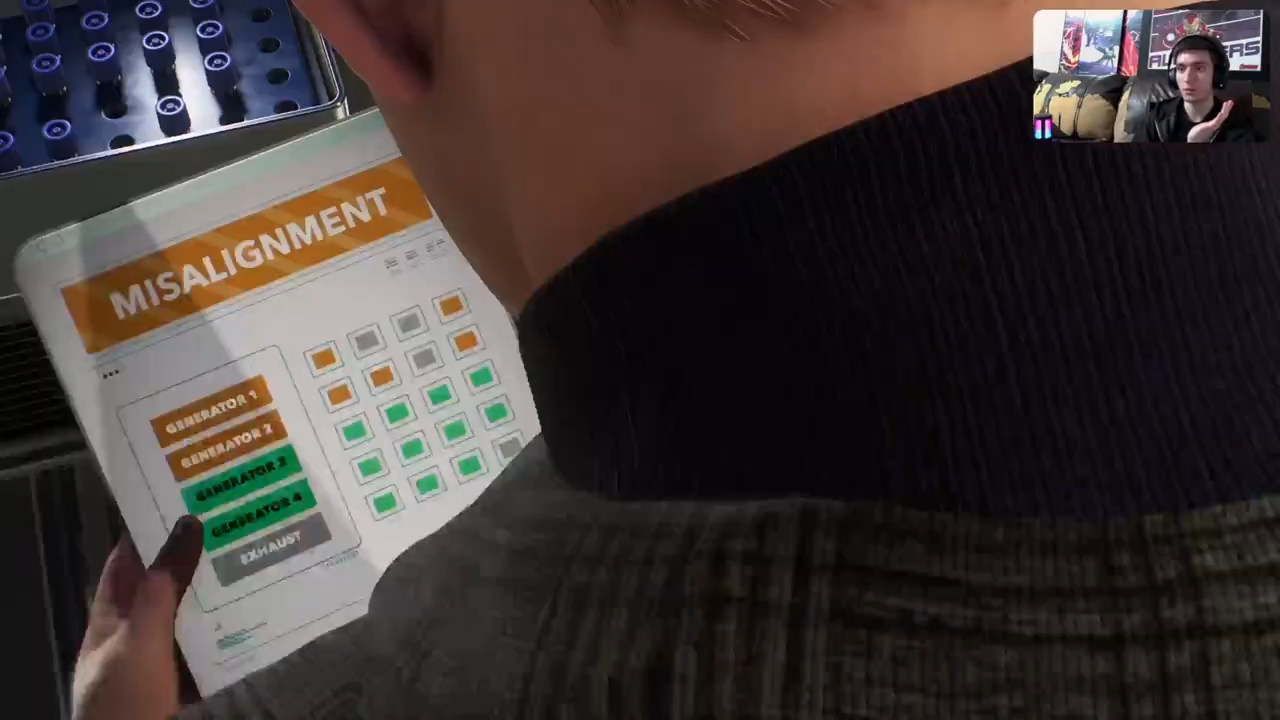 MISALIGNMENT
GENERATOR 1
GENERATOR 2
GENERATOR 3
GENERATOR 4
EXHAUST